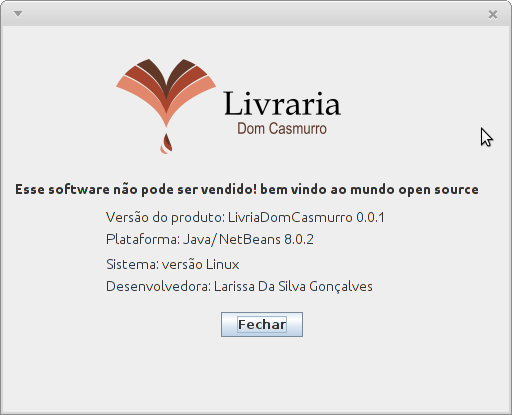 Livraria
Dom Casmurro
Esse software não pode ser vendido! bem vindo ao mundo open source
Versão do produto: LivriaDomCasmurro 0.0.1
Plataforma: Java/NetBeans 8.0.2
Sistema: versão Linux
Desenvolvedora: Larissa Da Silva Gonçalves
Fechar